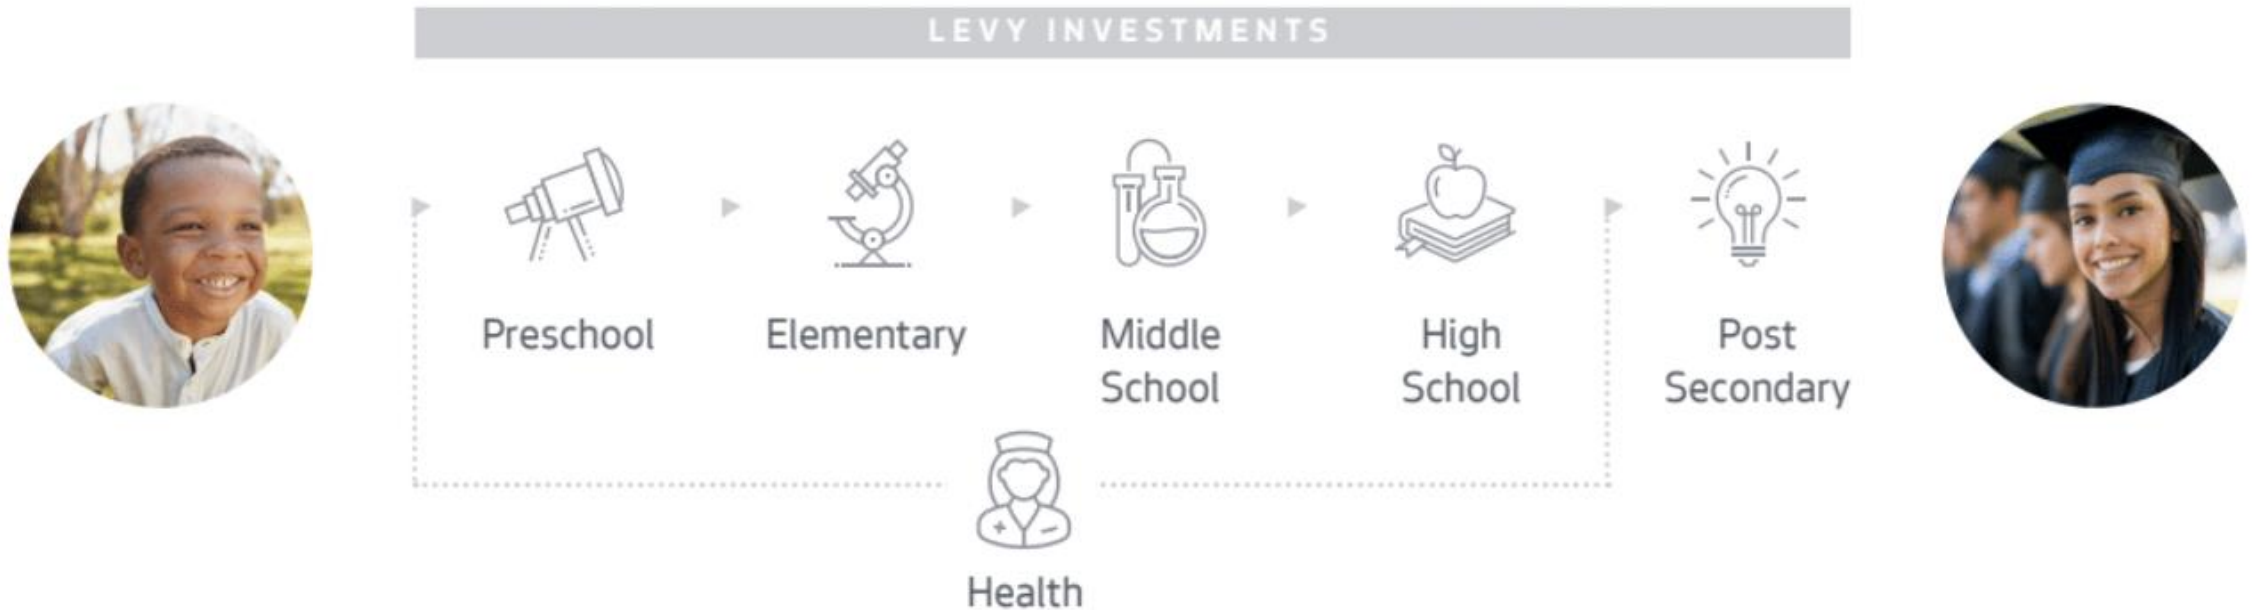 LEVY INVESTMENTS
Preschool
Elementary
Middle
School
High
School
Post
Secondary
Health